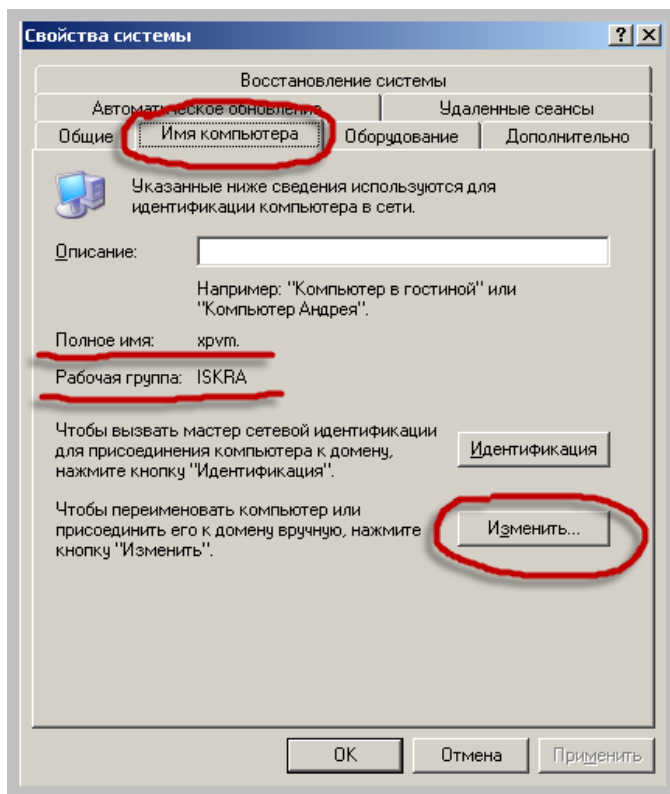 Свойства системы
Восстановление системы
Автоматическое обновление
Удаленные сеансы
Общие
Имя компьютера
Оборудование
Дополнительно
Указанные ниже сведения используются для
идентификации компьютера в сети.
Описание:
Например: "Компьютер в гостиной" или
"Компьютер Андрея".
Полное имя: xpvm.
Рабочая группа: ISKRA
Чтобы вызвать мастер сетевой идентификации
для присоединения компьютера к домену,
нажмите кнопку "Идентификация".
Идентификация
Чтобы переименовать компьютер или
присоединить его к домену вручную, нажмите
кнопку "Изменить".
Изменить...
OK
Отмена
Применить